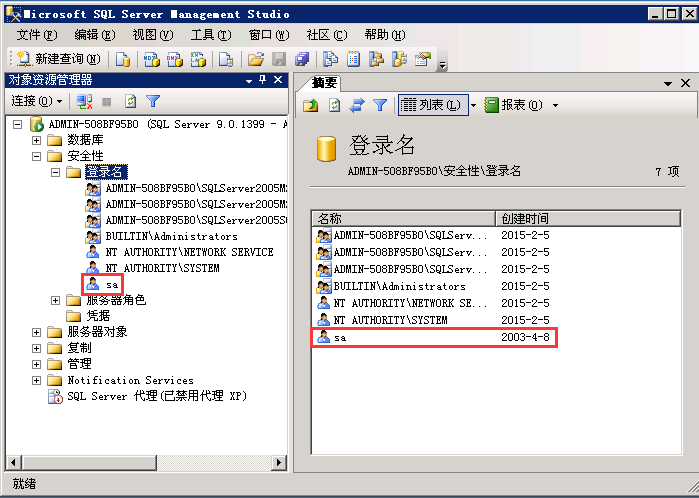 Microsoft SQL Server Management Studio
文件(F) 编辑(E) 视图(V) 工具(T) 窗口(W) 社区(C) 帮助(H)
新建查询(N)
对象资源管理器
连接(O)
ADMIN-508BF95B0 (SQL Server 9.0.1399 - A
数据库
安全性
登录名
ADMIN-508BF95B0\SQLServer2005MS
ADMIN-508BF95B0\SQLServer2005MS
ADMIN-508BF95B0\SQLServer2005SQ
BUILTIN\Administrators
NT AUTHORITY\NETWORK SERVICE
NT AUTHORITY\SYSTEM
sa
服务器角色
凭据
服务器对象
复制
管理
Notification Services
SQL Server 代理(已禁用代理 XP)
摘要
列表(L) 报表(O)
登录名
ADMIN-508BF95B0\安全性\登录名 7 项
名称 创建时间
ADMIN-508BF95B0\SQLServ... 2015-2-5
ADMIN-508BF95B0\SQLServ... 2015-2-5
ADMIN-508BF95B0\SQLServ... 2015-2-5
BUILTIN\Administrators 2015-2-5
NT AUTHORITY\NETWORK SE... 2015-2-5
NT AUTHORITY\SYSTEM 2015-2-5
sa 2003-4-8
就绪